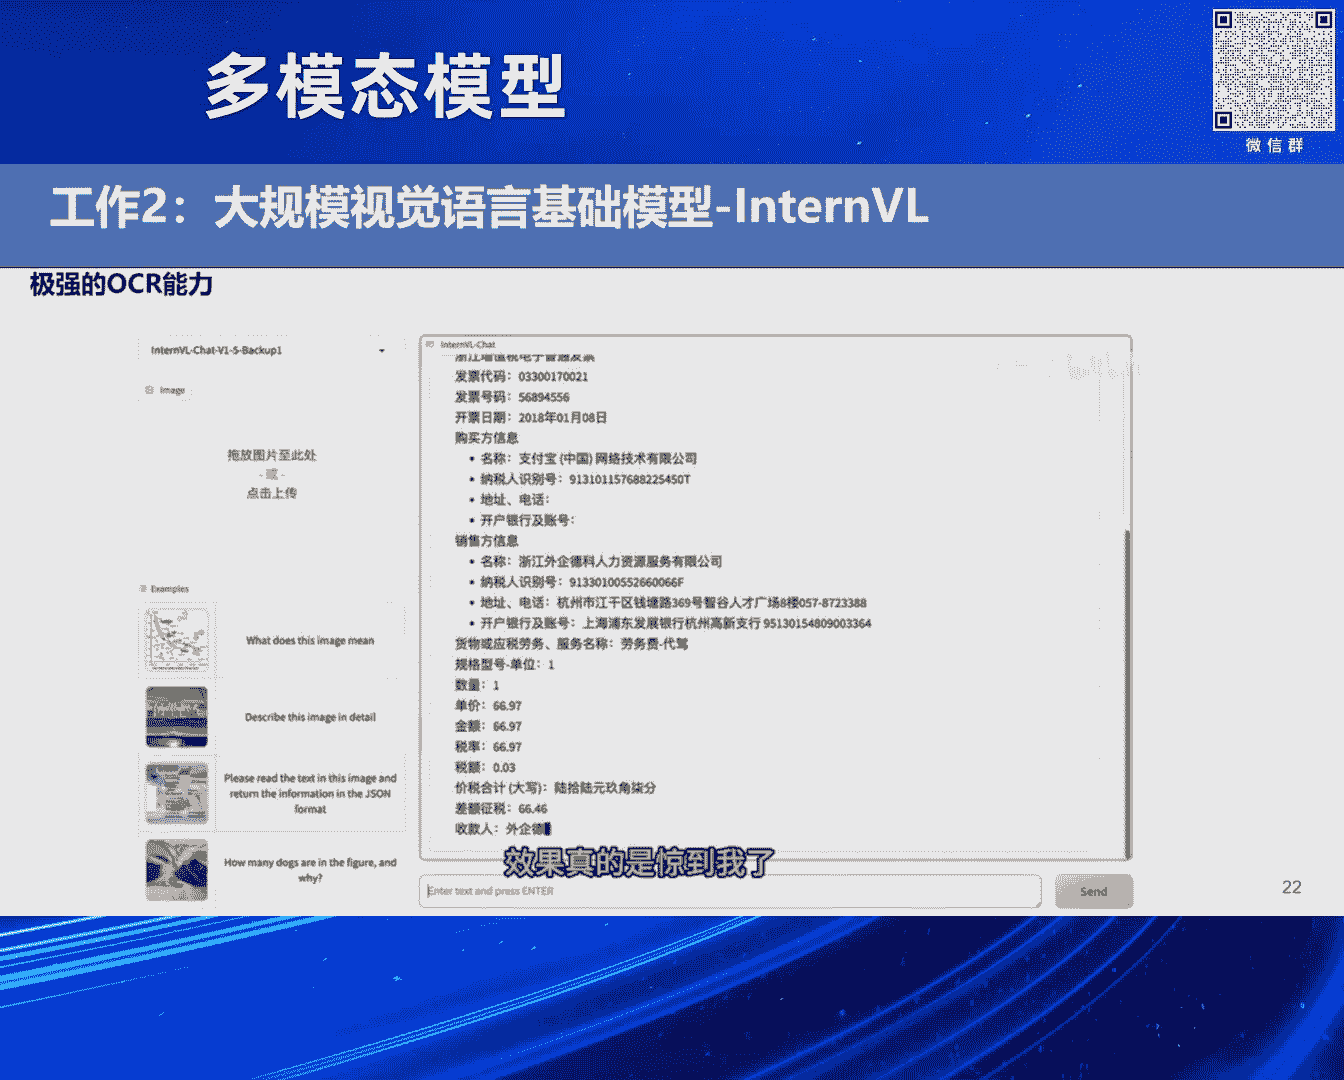 多模态模型
微信群
工作2：大规模视觉语言基础模型-InternVL
极强的OCR能力
InternVL-Chat-V1-5-Backup1
Image
拖放图片至此处
- 或 -
点击上传
Examples
What does this image mean
Describe this image in detail
Please read the text in this image and
return the information in the JSON
format
How many dogs are in the figure, and
why?
InternVL-Chat
浙江增值税电子普通发票
发票代码：03300170021
发票号码：56894556
开票日期：2018年01月08日
购买方信息
• 名称：支付宝 (中国) 网络技术有限公司
• 纳税人识别号：91310115768822545​0T
• 地址、电话：
• 开户银行及账号：
销售方信息
• 名称：浙江外企德科人力资源服务有限公司
• 纳税人识别号：9133010055266​0066F
• 地址、电话：杭州市江干区钱塘路369号智谷人才广场8楼057-8723388
• 开户银行及账号：上海浦东发展银行杭州高新支行 95130154809003364
货物或应税劳务、服务名称：劳务费-代驾
规格型号-单位：1
数量：1
单价：66.97
金额：66.97
税率：66.97
税额：0.03
价税合计 (大写)：陆拾陆元玖角柒分
差额征税：66.46
收款人：外企德
效果真的是惊到我了
Enter text and press ENTER
Send
22